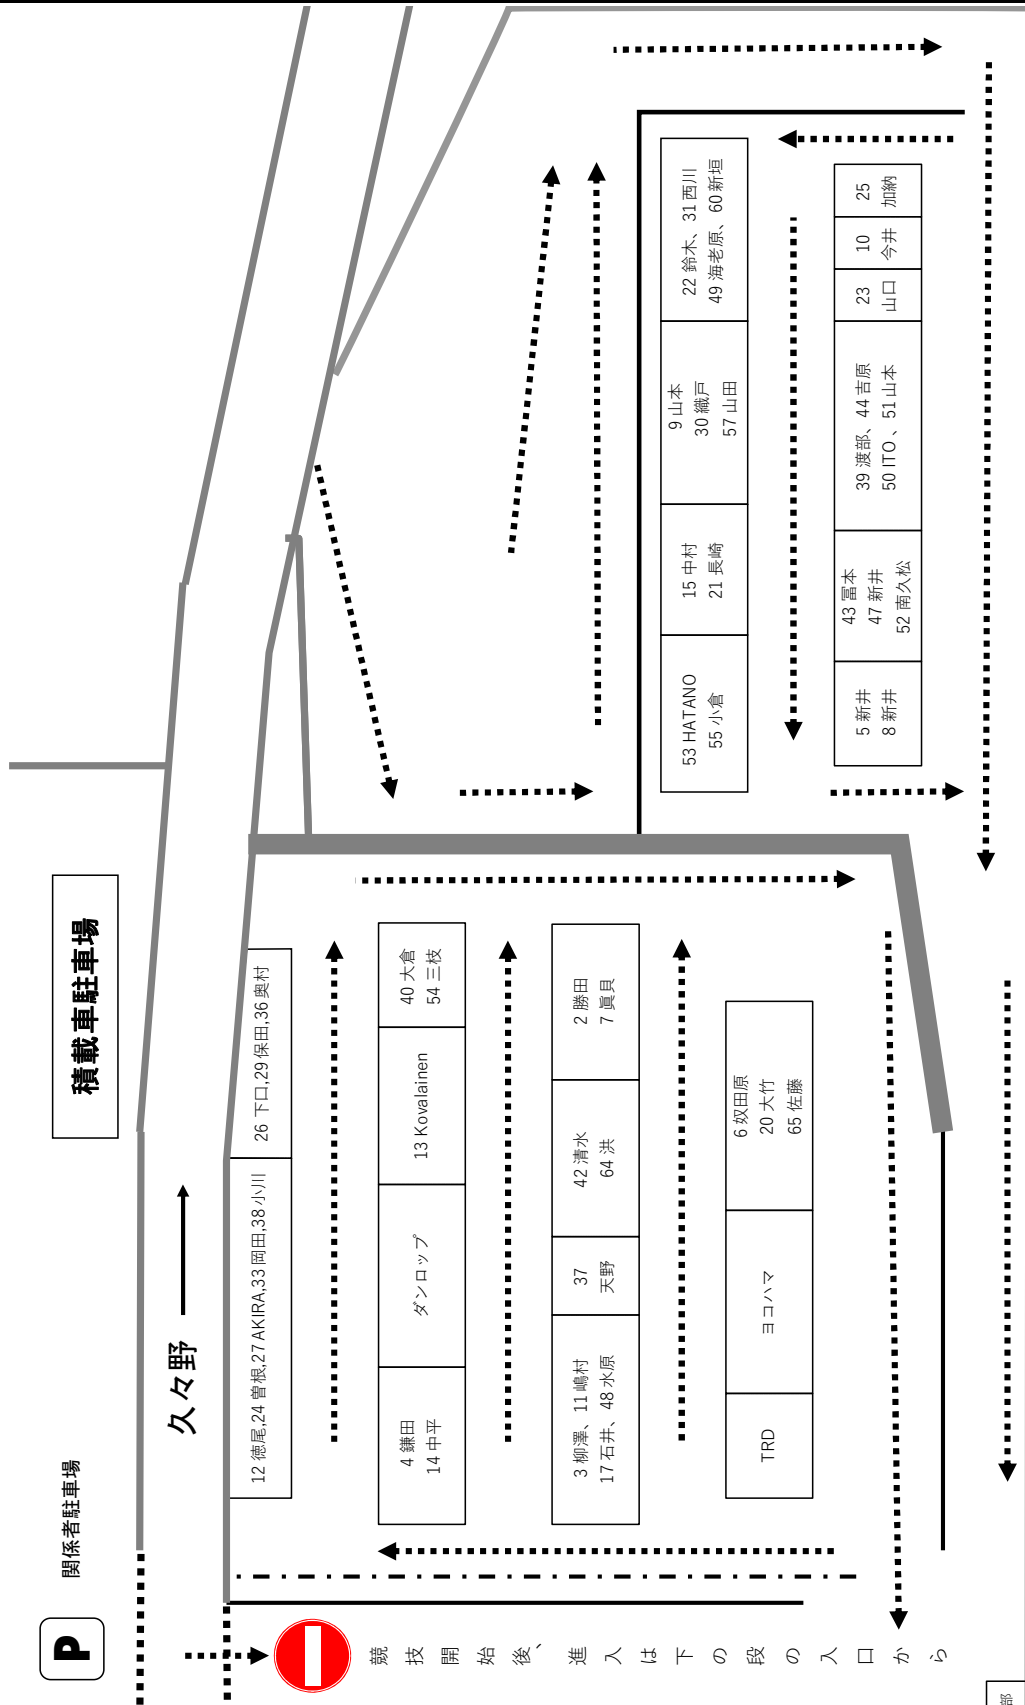 積載車駐車場
久々野
関係者駐車場
P
競技開始後、進入は下の段の入口から
12 徳尾,24 曽根,27 AKIRA,33 岡田,38 小川
26 下口,29 保田,36 奥村
4 鎌田
14 中平
ダンロップ
13 Kovalainen
40 大倉
54 三枝
3 柳澤、11 嶋村
17 石井、48 水原
37
天野
42 清水
64 洪
2 勝田
7 眞貝
TRD
ヨコハマ
6 奴田原
20 大竹
65 佐藤
53 HATANO
55 小倉
15 中村
21 長崎
9 山本
30 織戸
57 山田
22 鈴木、31 西川
49 海老原、60 新垣
5 新井
8 新井
43 冨本
47 新井
52 南久松
39 渡部、44 吉原
50 ITO、51 山本
23
山口
10
今井
25
加納
部